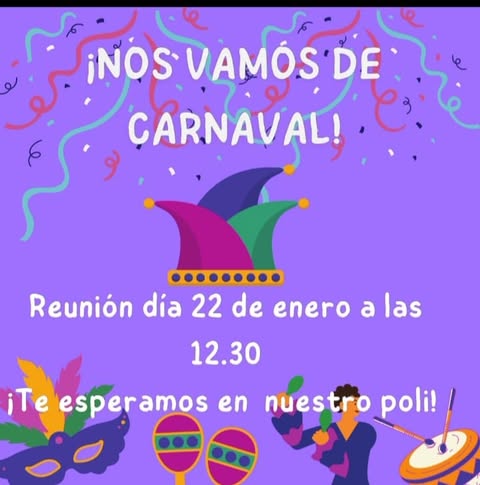 ¡NOS VAMOS DE
CARNAVAL!
Reunión día 22 de enero a las
12.30
¡Te esperamos en nuestro poli!